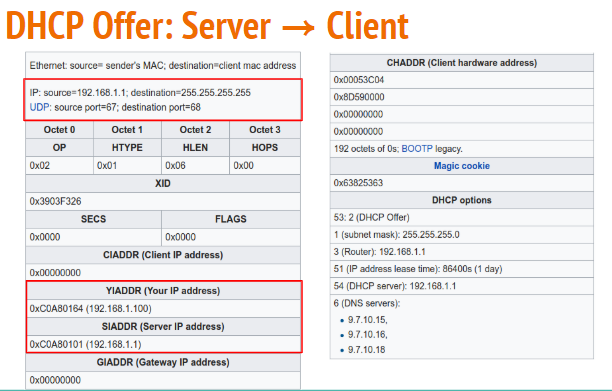 DHCP Offer: Server → Client
Ethernet: source= sender's MAC; destination=client mac address
IP: source=192.168.1.1; destination=255.255.255.255
UDP: source port=67; destination port=68
Octet 0 Octet 1 Octet 2 Octet 3
OP HTYPE HLEN HOPS
0x02 0x01 0x06 0x00
XID
0x3903F326
SECS FLAGS
0x0000 0x0000
CIADDR (Client IP address)
0x00000000
YIADDR (Your IP address)
0xC0A80164 (192.168.1.100)
SIADDR (Server IP address)
0xC0A80101 (192.168.1.1)
GIADDR (Gateway IP address)
0x00000000
CHADDR (Client hardware address)
0x00053C04
0x8D590000
0x00000000
0x00000000
192 octets of 0s; BOOTP legacy.
Magic cookie
0x63825363
DHCP options
53: 2 (DHCP Offer)
1 (subnet mask): 255.255.255.0
3 (Router): 192.168.1.1
51 (IP address lease time): 86400s (1 day)
54 (DHCP server): 192.168.1.1
6 (DNS servers):
• 9.7.10.15,
• 9.7.10.16,
• 9.7.10.18